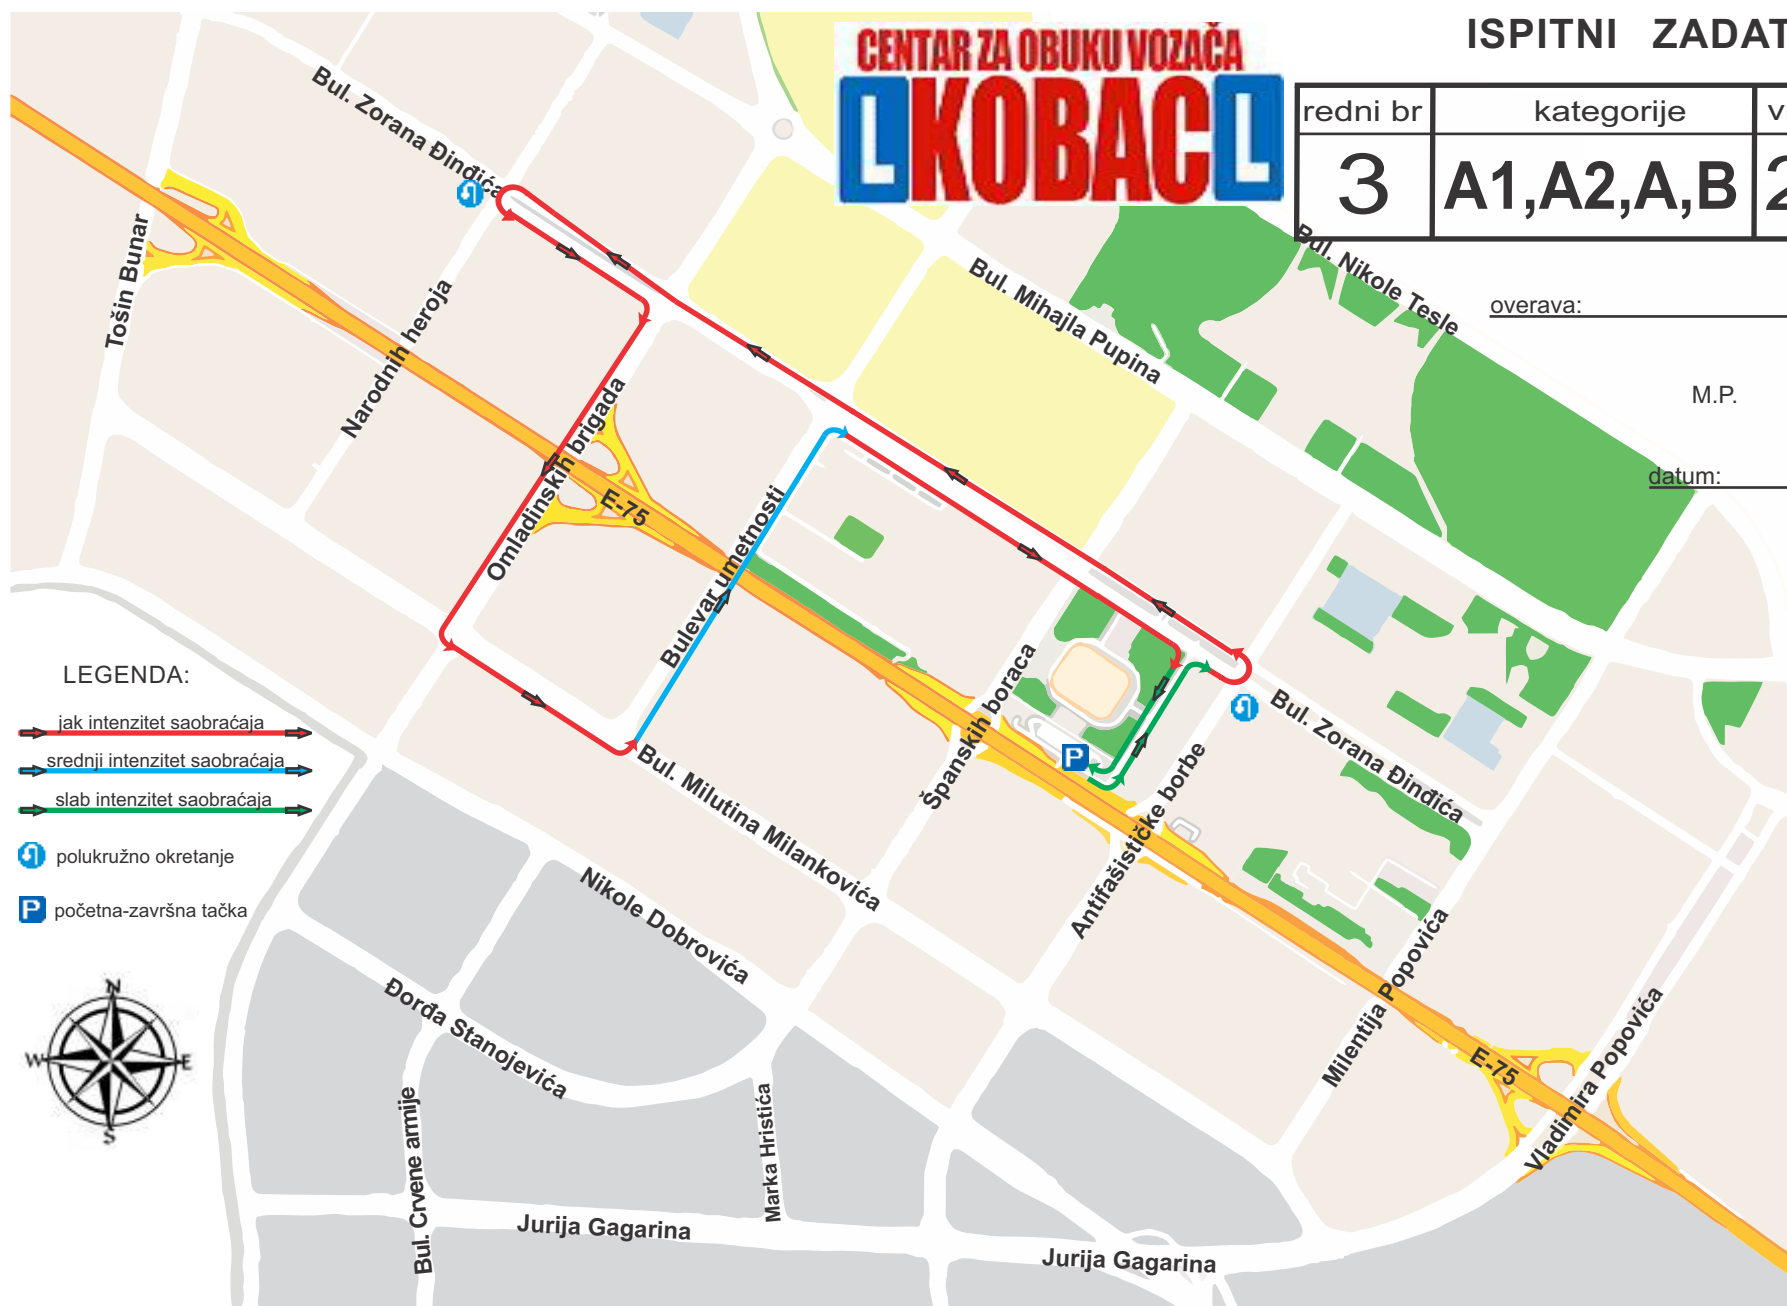 CENTAR ZA OBUKU VOZAČA
L KOBAC L
ISPITNI ZADAT
redni br kategorije v
3 A1,A2,A,B 2
overava:
M.P.
datum:
Bul. Zorana Đinđića
Tošin Bunar
Narodnih heroja
Omladinskih brigada
E-75
Bulevar umetnosti
Bul. Mihajla Pupina
Bul. Nikole Tesle
Španskih boraca
Antifašističke borbe
Bul. Zorana Đinđića
P
Bul. Milutina Milankovića
Nikole Dobrovića
Đorđa Stanojevića
Bul. Crvene armije
Marka Hristića
Jurija Gagarina
Jurija Gagarina
Milentija Popovića
Vladimira Popovića
E-75
LEGENDA:
jak intenzitet saobraćaja
srednji intenzitet saobraćaja
slab intenzitet saobraćaja
polukružno okretanje
P početna-završna tačka
N
W E
S